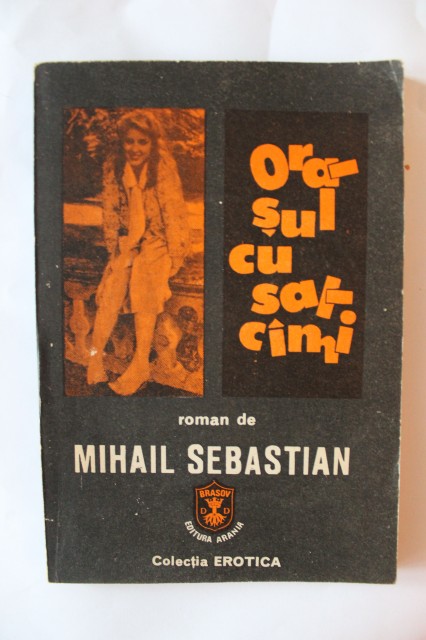 Ora-
șul
cu
sal-
cîmi
roman de
MIHAIL SEBASTIAN
BRASOV
D D
EDITURA ARANIA
Colecția EROTICA